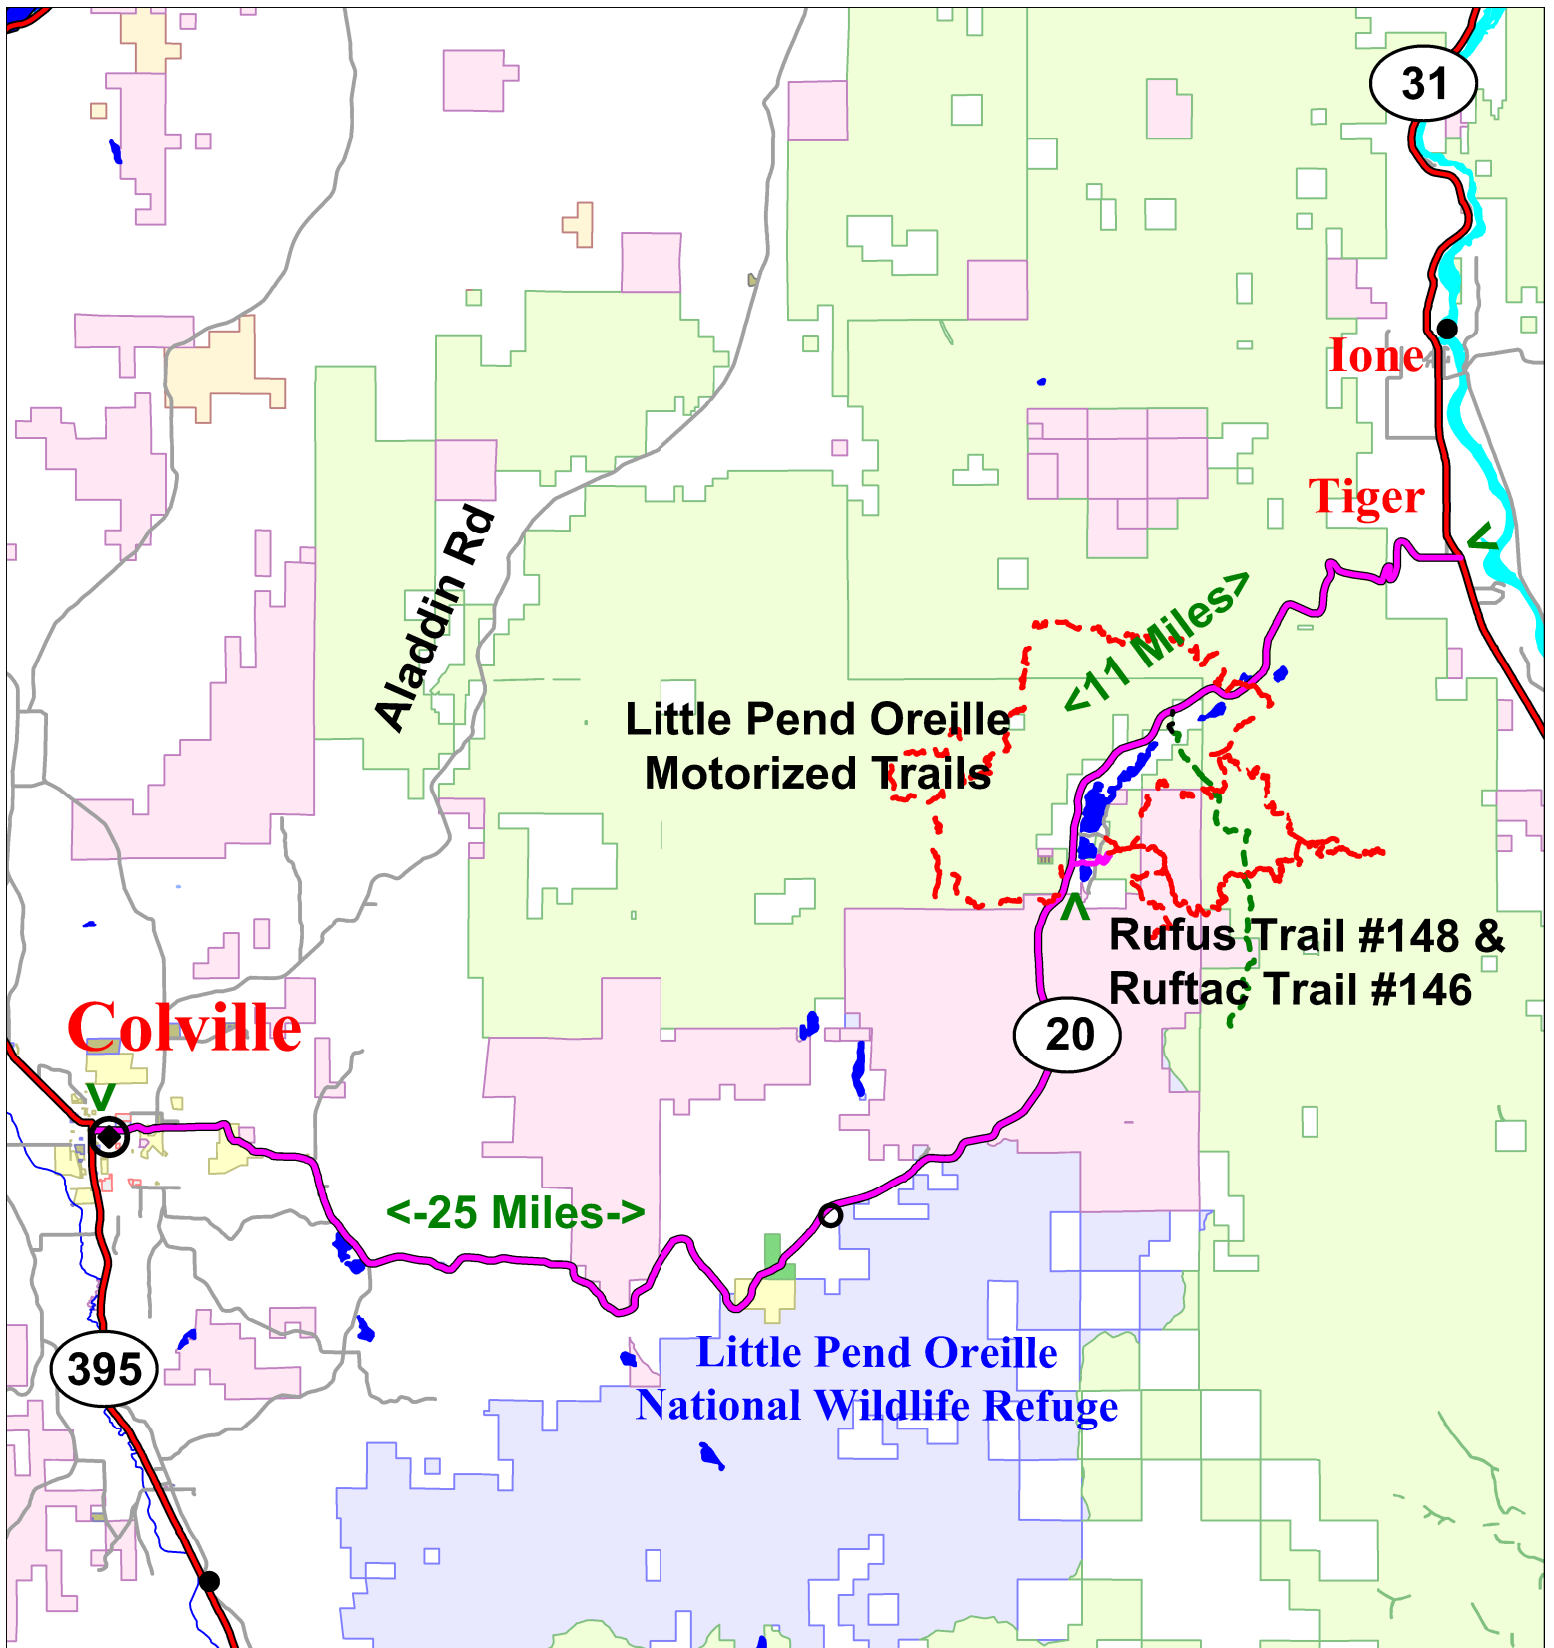 31
Ione
Tiger
Aladdin Rd
<11 Miles>
Little Pend Oreille
Motorized Trails
Rufus Trail #148 &
Ruftac Trail #146
Colville
20
<-25 Miles->
Little Pend Oreille
National Wildlife Refuge
395